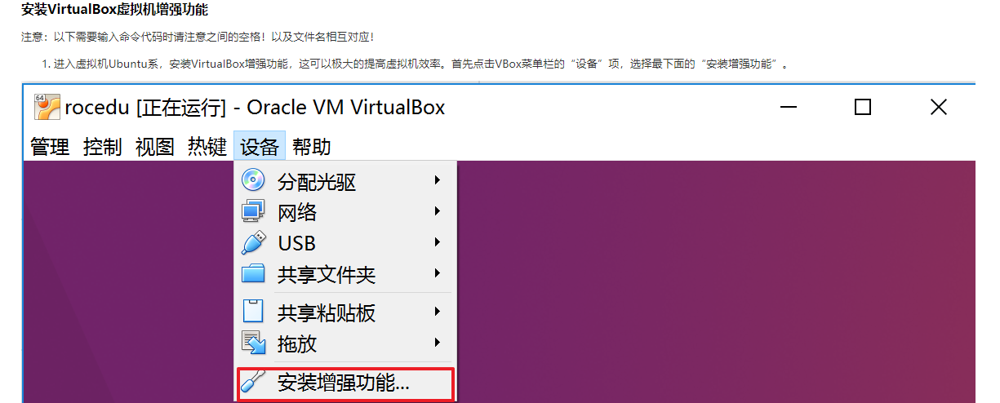 安装VirtualBox虚拟机增强功能
注意：以下需要输入命令代码时请注意之间的空格！以及文件名相互对应！
1. 进入虚拟机Ubuntu系，安装VirtualBox增强功能，这可以极大的提高虚拟机效率。首先点击VBox菜单栏的“设备”项，选择最下面的“安装增强功能”。
64
rocedu [正在运行] - Oracle VM VirtualBox
管理 控制 视图 热键 设备 帮助
分配光驱
网络
USB
共享文件夹
共享粘贴板
拖放
安装增强功能...